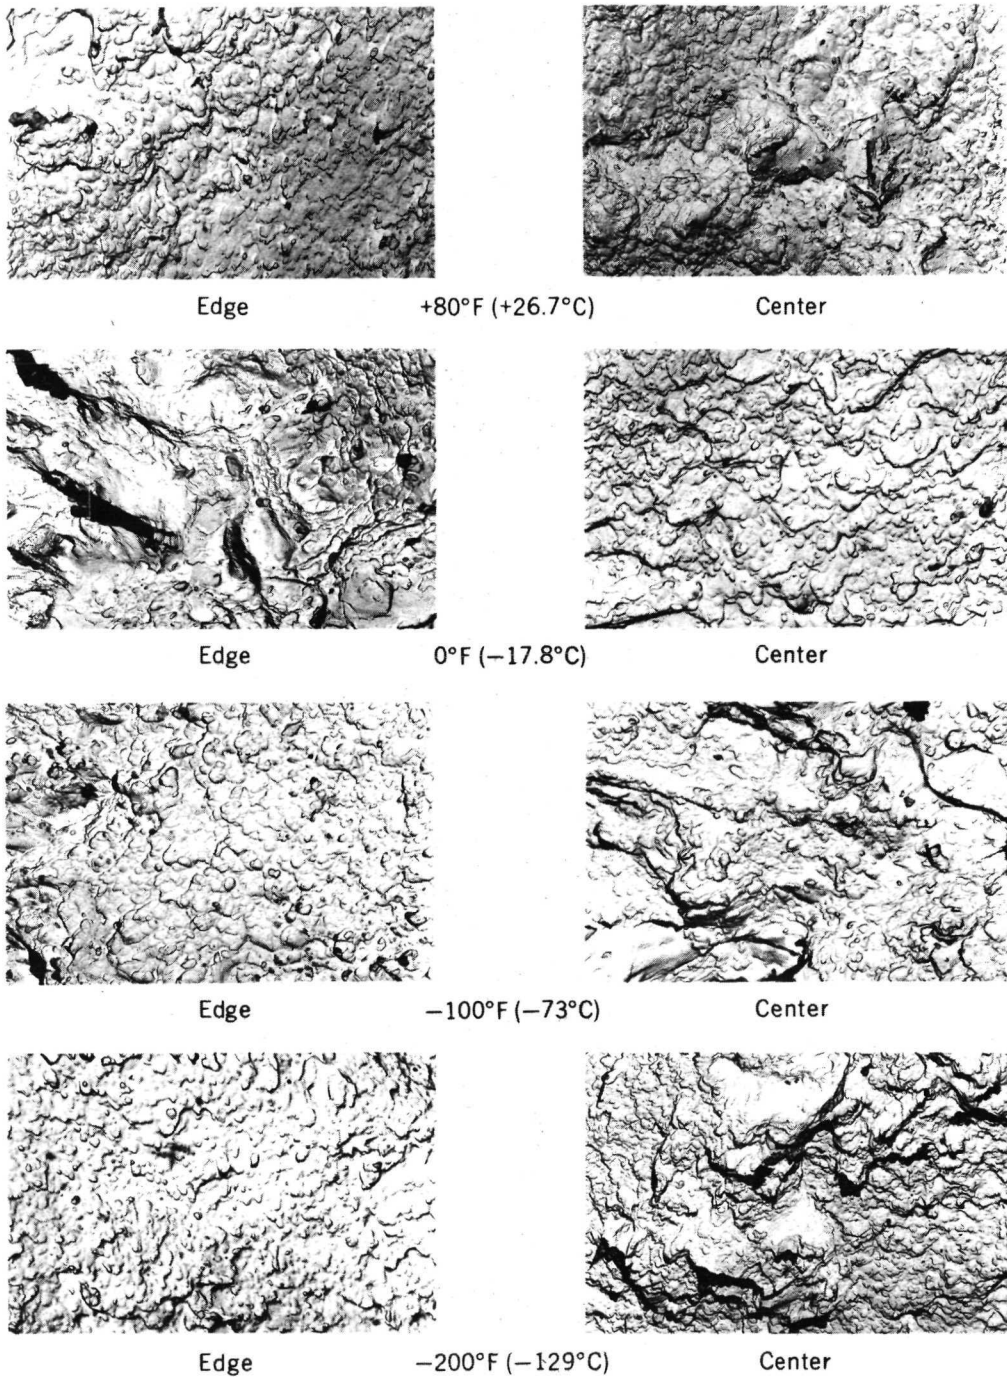 Edge +80°F (+26.7°C) Center
Edge 0°F (−17.8°C) Center
Edge −100°F (−73°C) Center
Edge −200°F (−129°C) Center